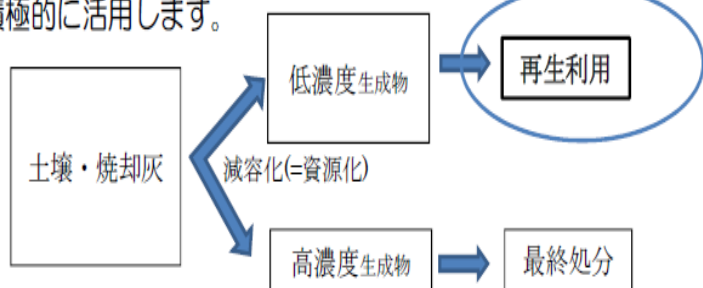 積極的に活用します。
低濃度生成物
再生利用
土壌・焼却灰
減容化(=資源化)
高濃度生成物
最終処分